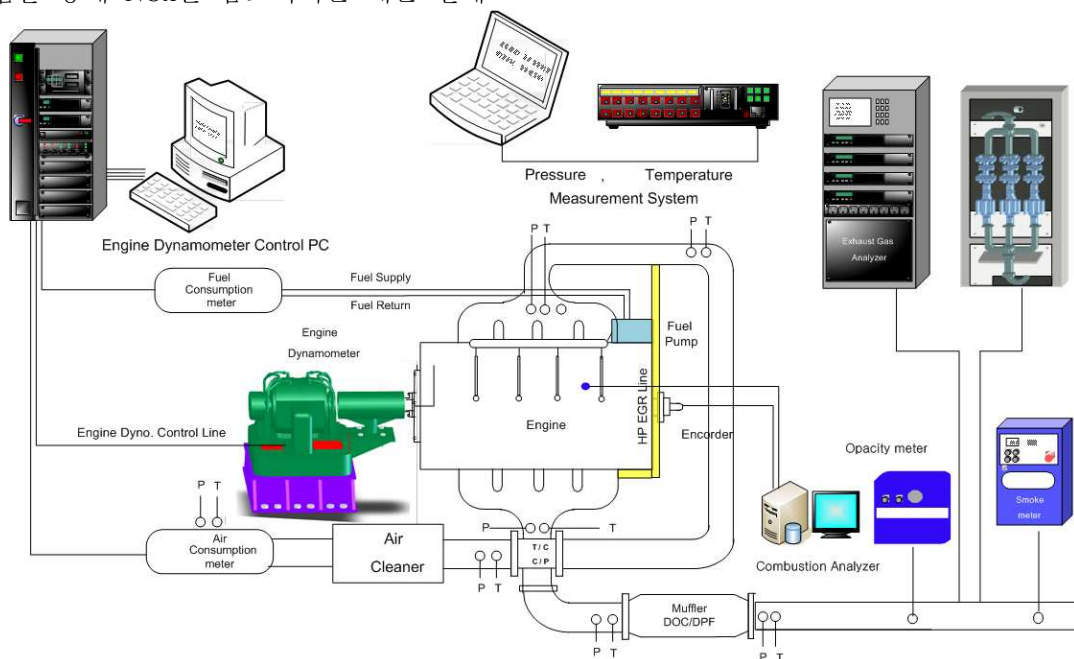 Pressure , Temperature
Measurement System
Engine Dynamometer Control PC
Exhaust Gas
Analyzer
P T
P T
Fuel
Consumption
meter
Fuel Supply
Fuel Return
Fuel
Pump
Engine
Dynamometer
Engine
HP EGR Line
Encorder
Engine Dyno. Control Line
Opacity meter
Smoke
meter
P T
Air
Consumption
meter
Air
Cleaner
P T
T/C
C/P
P T
Combustion Analyzer
Muffler
DOC/DPF
P T
P T